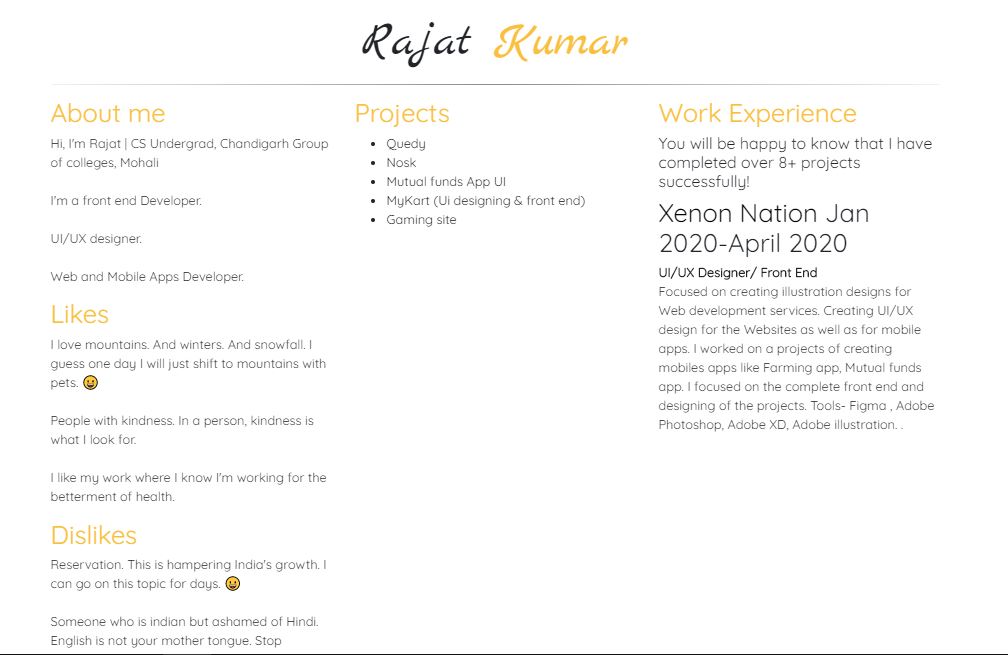 Rajat Kumar
About me
Hi, I'm Rajat | CS Undergrad, Chandigarh Group
of colleges, Mohali
I'm a front end Developer.
UI/UX designer.
Web and Mobile Apps Developer.
Likes
I love mountains. And winters. And snowfall. I
guess one day I will just shift to mountains with
pets. 😀
People with kindness. In a person, kindness is
what I look for.
I like my work where I know I'm working for the
betterment of health.
Dislikes
Reservation. This is hampering India's growth. I
can go on this topic for days. 😀
Someone who is indian but ashamed of Hindi.
English is not your mother tongue. Stop
Projects
• Quedy
• Nosk
• Mutual funds App UI
• MyKart (Ui designing & front end)
• Gaming site
Work Experience
You will be happy to know that I have
completed over 8+ projects
successfully!
Xenon Nation Jan
2020-April 2020
UI/UX Designer/ Front End
Focused on creating illustration designs for
Web development services. Creating UI/UX
design for the Websites as well as for mobile
apps. I worked on a projects of creating
mobiles apps like Farming app, Mutual funds
app. I focused on the complete front end and
designing of the projects. Tools- Figma , Adobe
Photoshop, Adobe XD, Adobe illustration. .